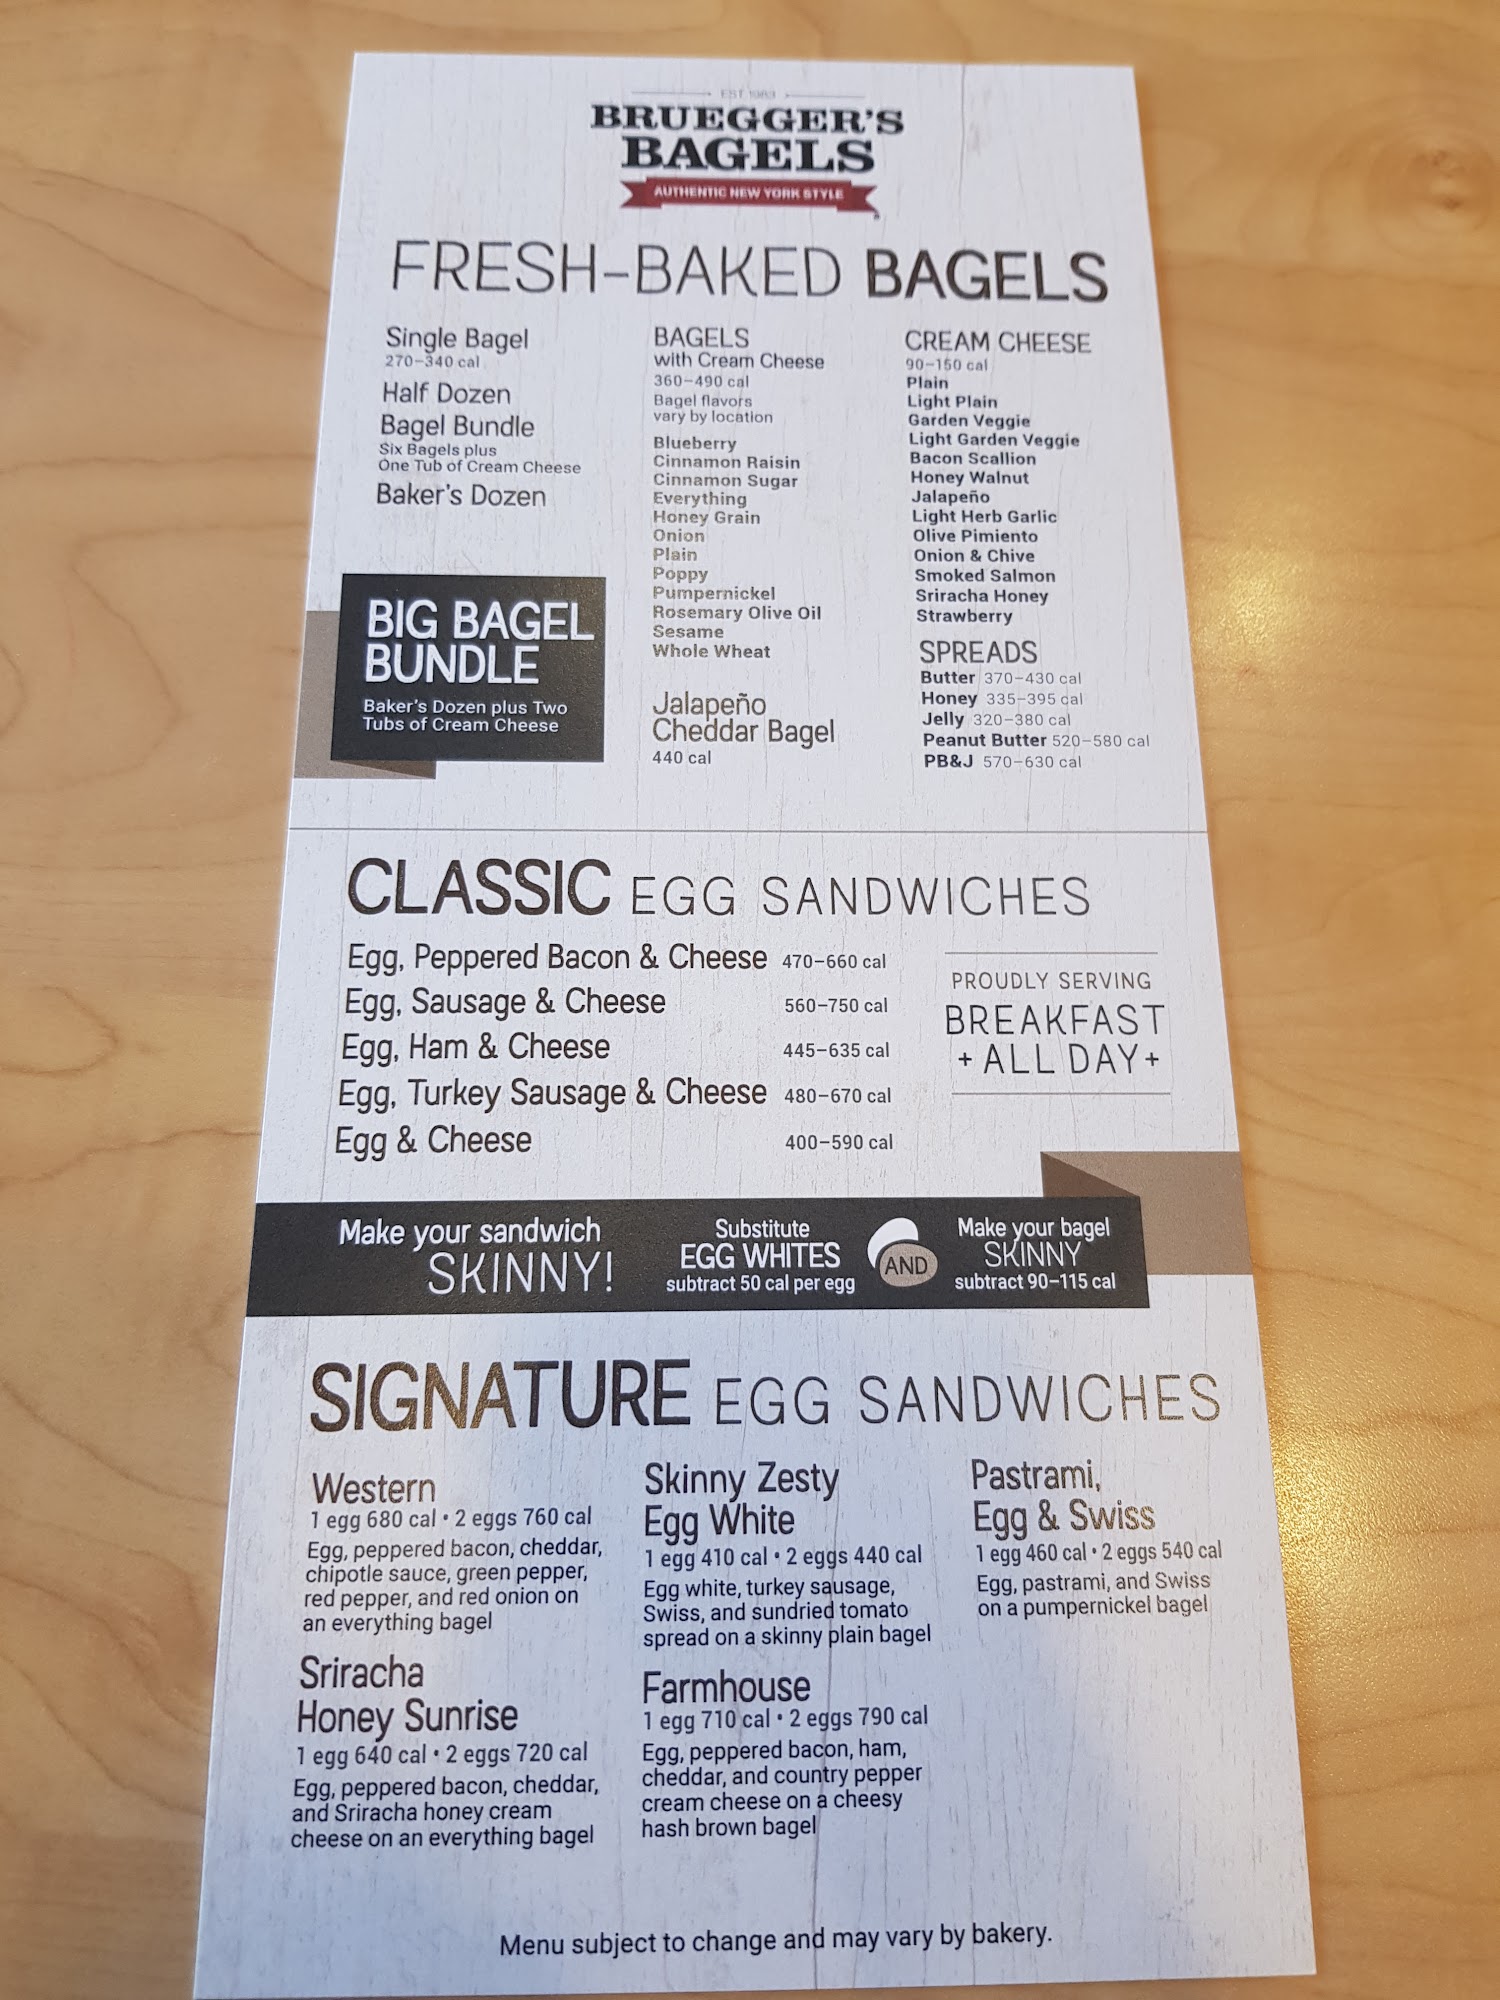 EST 1983
BRUEGGER'S
BAGELS
AUTHENTIC NEW YORK STYLE
FRESH-BAKED BAGELS
Single Bagel
270–340 cal
Half Dozen
Bagel Bundle
Six Bagels plus
One Tub of Cream Cheese
Baker's Dozen
BIG BAGEL
BUNDLE
Baker's Dozen plus Two
Tubs of Cream Cheese
BAGELS
with Cream Cheese
360–490 cal
Bagel flavors
vary by location
Blueberry
Cinnamon Raisin
Cinnamon Sugar
Everything
Honey Grain
Onion
Plain
Poppy
Pumpernickel
Rosemary Olive Oil
Sesame
Whole Wheat
Jalapeño
Cheddar Bagel
440 cal
CREAM CHEESE
90–150 cal
Plain
Light Plain
Garden Veggie
Light Garden Veggie
Bacon Scallion
Honey Walnut
Jalapeño
Light Herb Garlic
Olive Pimiento
Onion & Chive
Smoked Salmon
Sriracha Honey
Strawberry
SPREADS
Butter 370–430 cal
Honey 335–395 cal
Jelly 320–380 cal
Peanut Butter 520–580 cal
PB&J 570–630 cal
CLASSIC EGG SANDWICHES
Egg, Peppered Bacon & Cheese 470–660 cal
Egg, Sausage & Cheese 560–750 cal
Egg, Ham & Cheese 445–635 cal
Egg, Turkey Sausage & Cheese 480–670 cal
Egg & Cheese 400–590 cal
PROUDLY SERVING
BREAKFAST
+ ALL DAY +
Make your sandwich
SKINNY!
Substitute
EGG WHITES
subtract 50 cal per egg
AND
Make your bagel
SKINNY
subtract 90–115 cal
SIGNATURE EGG SANDWICHES
Western
1 egg 680 cal • 2 eggs 760 cal
Egg, peppered bacon, cheddar,
chipotle sauce, green pepper,
red pepper, and red onion on
an everything bagel
Sriracha
Honey Sunrise
1 egg 640 cal • 2 eggs 720 cal
Egg, peppered bacon, cheddar,
and Sriracha honey cream
cheese on an everything bagel
Skinny Zesty
Egg White
1 egg 410 cal • 2 eggs 440 cal
Egg white, turkey sausage,
Swiss, and sundried tomato
spread on a skinny plain bagel
Farmhouse
1 egg 710 cal • 2 eggs 790 cal
Egg, peppered bacon, ham,
cheddar, and country pepper
cream cheese on a cheesy
hash brown bagel
Pastrami,
Egg & Swiss
1 egg 460 cal • 2 eggs 540 cal
Egg, pastrami, and Swiss
on a pumpernickel bagel
Menu subject to change and may vary by bakery.